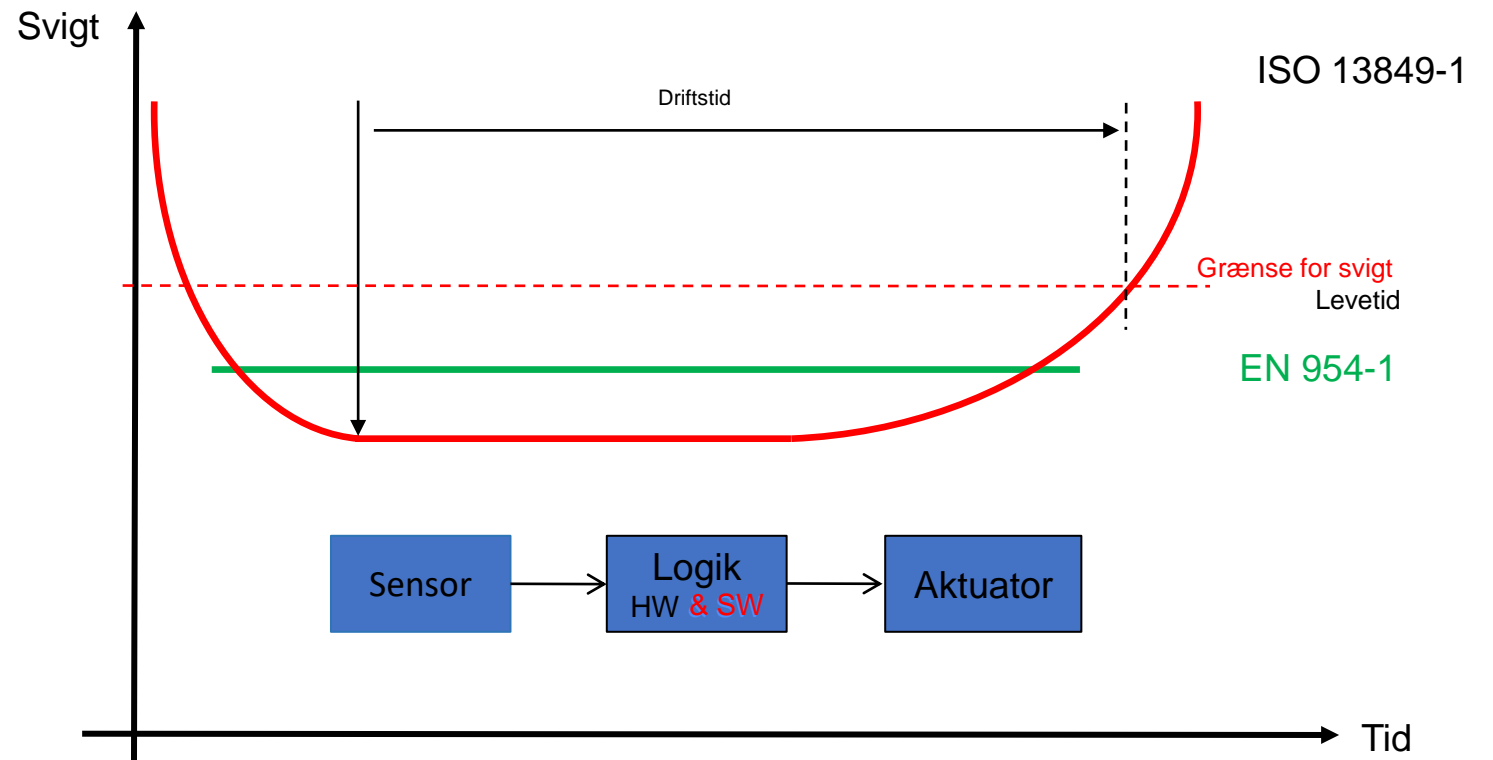 Svigt
ISO 13849-1
Driftstid
Grænse for svigt
Levetid
EN 954-1
Sensor
Logik
HW & SW
Aktuator
Tid